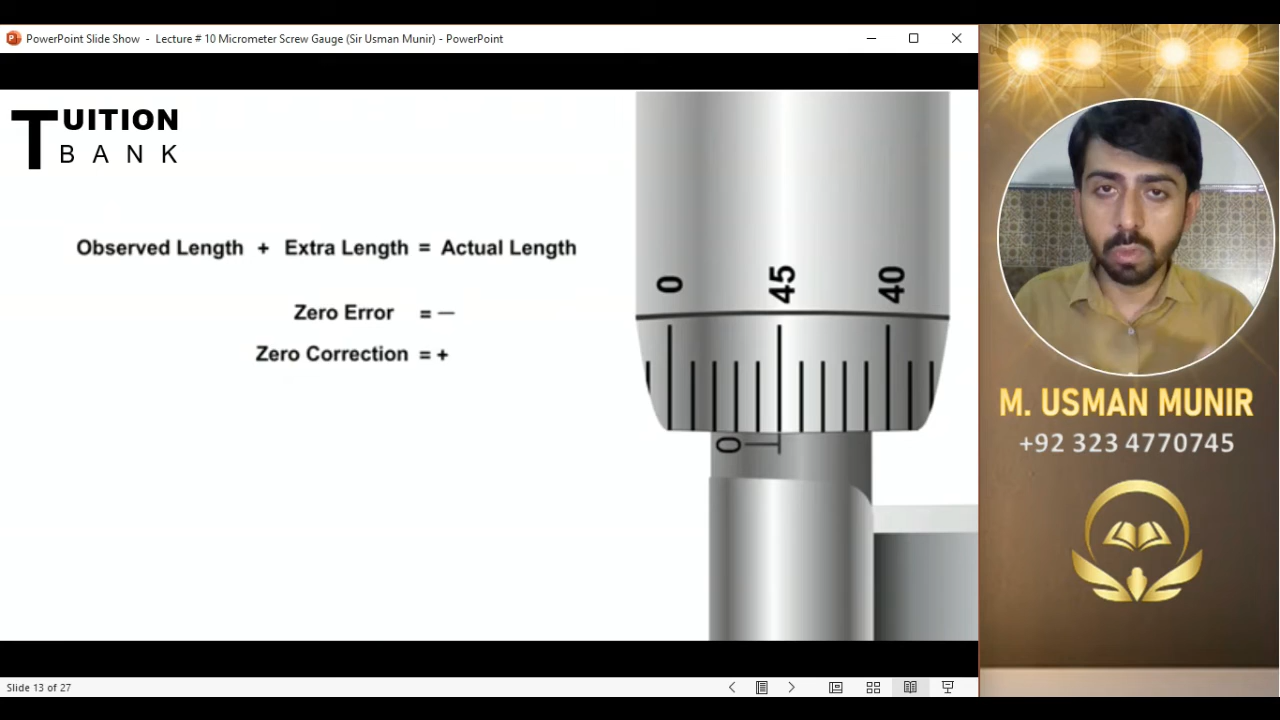 PowerPoint Slide Show - Lecture # 10 Micrometer Screw Gauge (Sir Usman Munir) - PowerPoint
TUITION
BANK
Observed Length + Extra Length = Actual Length
Zero Error = —
Zero Correction = +
0 45 40
0
M. USMAN MUNIR
+92 323 4770745
Slide 13 of 27